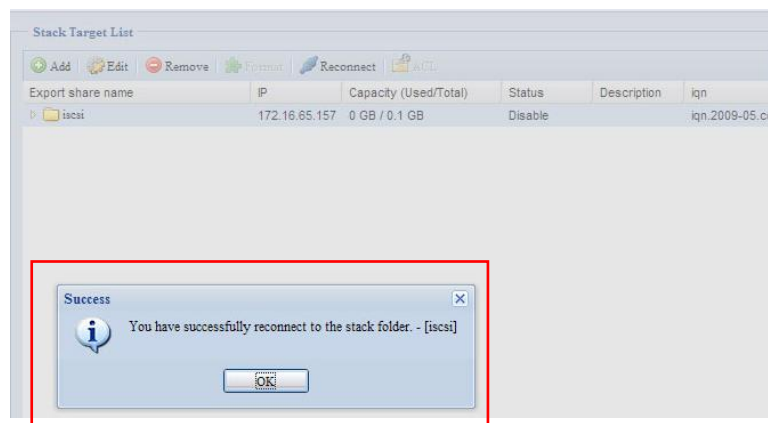 Stack Target List
Add Edit Remove Format Reconnect ACL
Export share name IP Capacity (Used/Total) Status Description iqn
iscsi 172.16.65.157 0 GB / 0.1 GB Disable iqn.2009-05.c
Success
You have successfully reconnect to the stack folder. - [iscsi]
OK